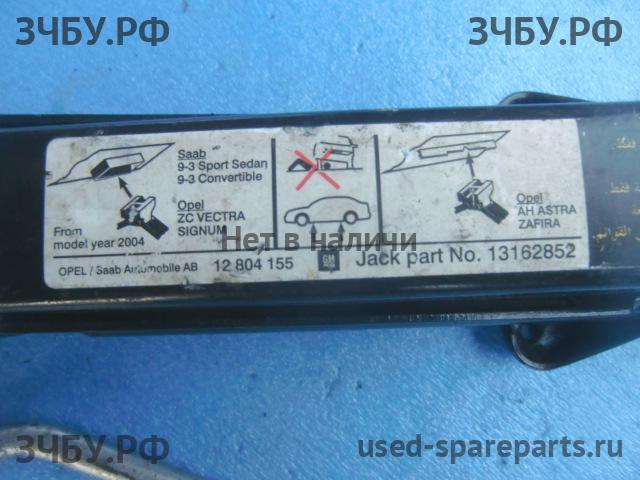 ЗЧБУ.РФ
ЗЧБУ.РФ
Saab
9-3 Sport Sedan
9-3 Convertible
Opel
ZC VECTRA
SIGNUM
From
model year 2004
Opel
AH ASTRA
ZAFIRA
Нет в наличи
OPEL / Saab Automobile AB
12 804 155
GM
Jack part No. 13162852
فقط
ЗЧБУ.РФ
used-spareparts.ru